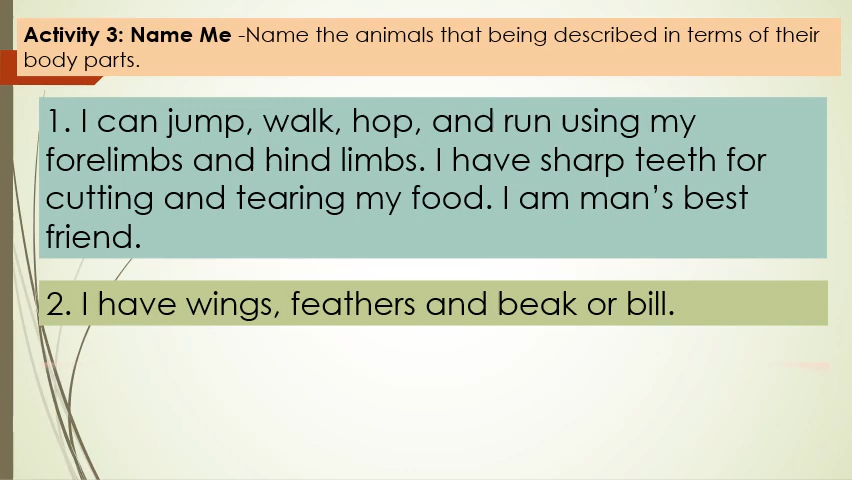 Activity 3: Name Me -Name the animals that being described in terms of their
body parts.
1. I can jump, walk, hop, and run using my
forelimbs and hind limbs. I have sharp teeth for
cutting and tearing my food. I am man’s best
friend.
2. I have wings, feathers and beak or bill.